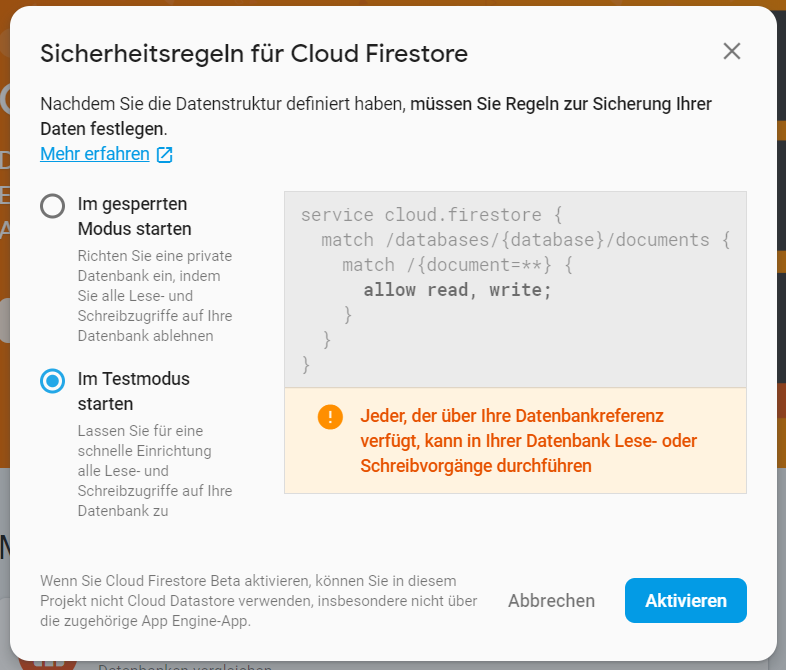 Sicherheitsregeln für Cloud Firestore
Nachdem Sie die Datenstruktur definiert haben, müssen Sie Regeln zur Sicherung Ihrer
Daten festlegen.
Mehr erfahren
Im gesperrten
Modus starten
Richten Sie eine private
Datenbank ein, indem
Sie alle Lese- und
Schreibzugriffe auf Ihre
Datenbank ablehnen
Im Testmodus
starten
Lassen Sie für eine
schnelle Einrichtung
alle Lese- und
Schreibzugriffe auf Ihre
Datenbank zu
service cloud.firestore {
match /databases/{database}/documents {
match /{document=**} {
allow read, write;
}
}
}
Jeder, der über Ihre Datenbankreferenz
verfügt, kann in Ihrer Datenbank Lese- oder
Schreibvorgänge durchführen
Wenn Sie Cloud Firestore Beta aktivieren, können Sie in diesem
Projekt nicht Cloud Datastore verwenden, insbesondere nicht über
die zugehörige App Engine-App.
Abbrechen
Aktivieren